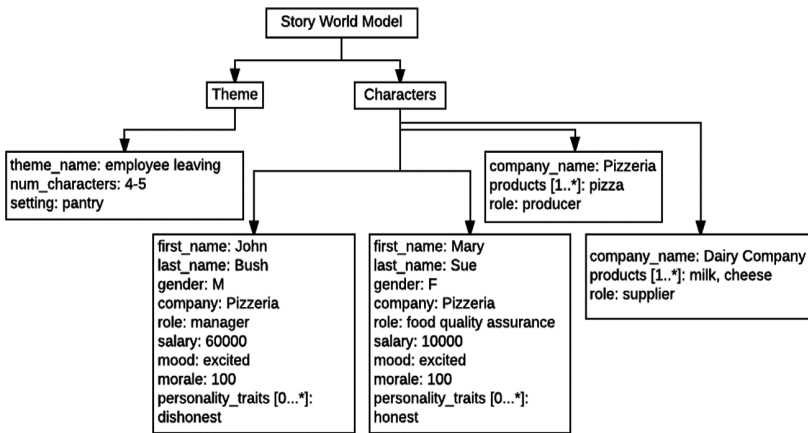 Story World Model
Theme
Characters
theme_name: employee leaving
num_characters: 4-5
setting: pantry
company_name: Pizzeria
products [1..*]: pizza
role: producer
first_name: John
last_name: Bush
gender: M
company: Pizzeria
role: manager
salary: 60000
mood: excited
morale: 100
personality_traits [0...*]:
dishonest
first_name: Mary
last_name: Sue
gender: F
company: Pizzeria
role: food quality assurance
salary: 10000
mood: excited
morale: 100
personality_traits [0...*]:
honest
company_name: Dairy Company
products [1..*]: milk, cheese
role: supplier